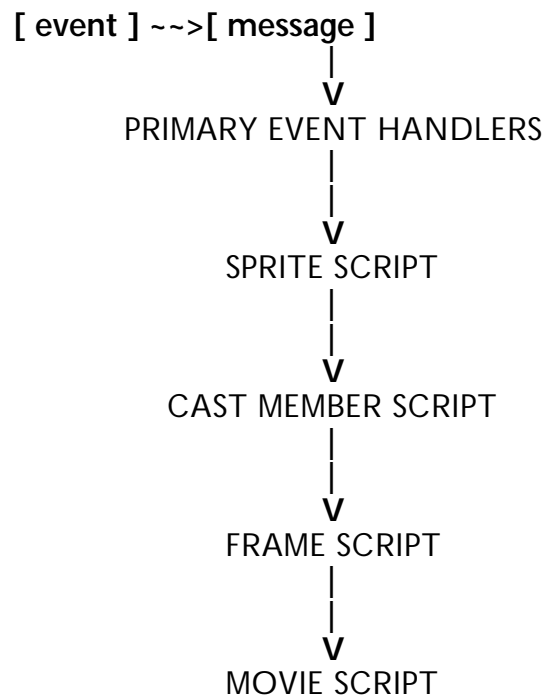 [ event ] ~~>[ message ]
|
V
PRIMARY EVENT HANDLERS
|
|
V
SPRITE SCRIPT
|
|
V
CAST MEMBER SCRIPT
|
|
V
FRAME SCRIPT
|
|
V
MOVIE SCRIPT